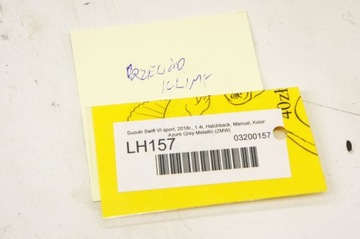 PRZEWÓD
KLIMY
Suzuki Swift VI sport, 2018r., 1.4i, Hatchback, Manual, Kolor:
Azure Grey Metallic (ZMW)
LH157
03200157
40zł